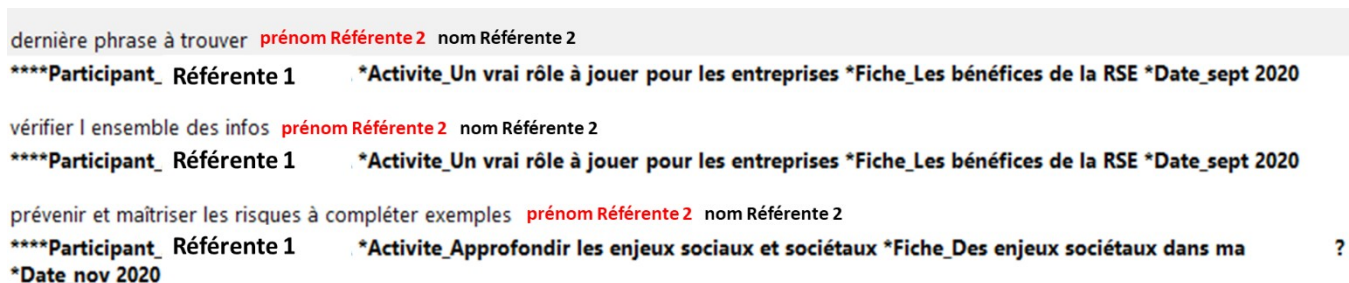 dernière phrase à trouver prénom Référente 2 nom Référente 2
****Participant_ Référente 1 *Activite_Un vrai rôle à jouer pour les entreprises *Fiche_Les bénéfices de la RSE *Date_sept 2020
vérifier l ensemble des infos prénom Référente 2 nom Référente 2
****Participant_ Référente 1 *Activite_Un vrai rôle à jouer pour les entreprises *Fiche_Les bénéfices de la RSE *Date_sept 2020
prévenir et maîtriser les risques à compléter exemples prénom Référente 2 nom Référente 2
****Participant_ Référente 1 *Activite_Approfondir les enjeux sociaux et sociétaux *Fiche_Des enjeux sociétaux dans ma ?
*Date nov 2020